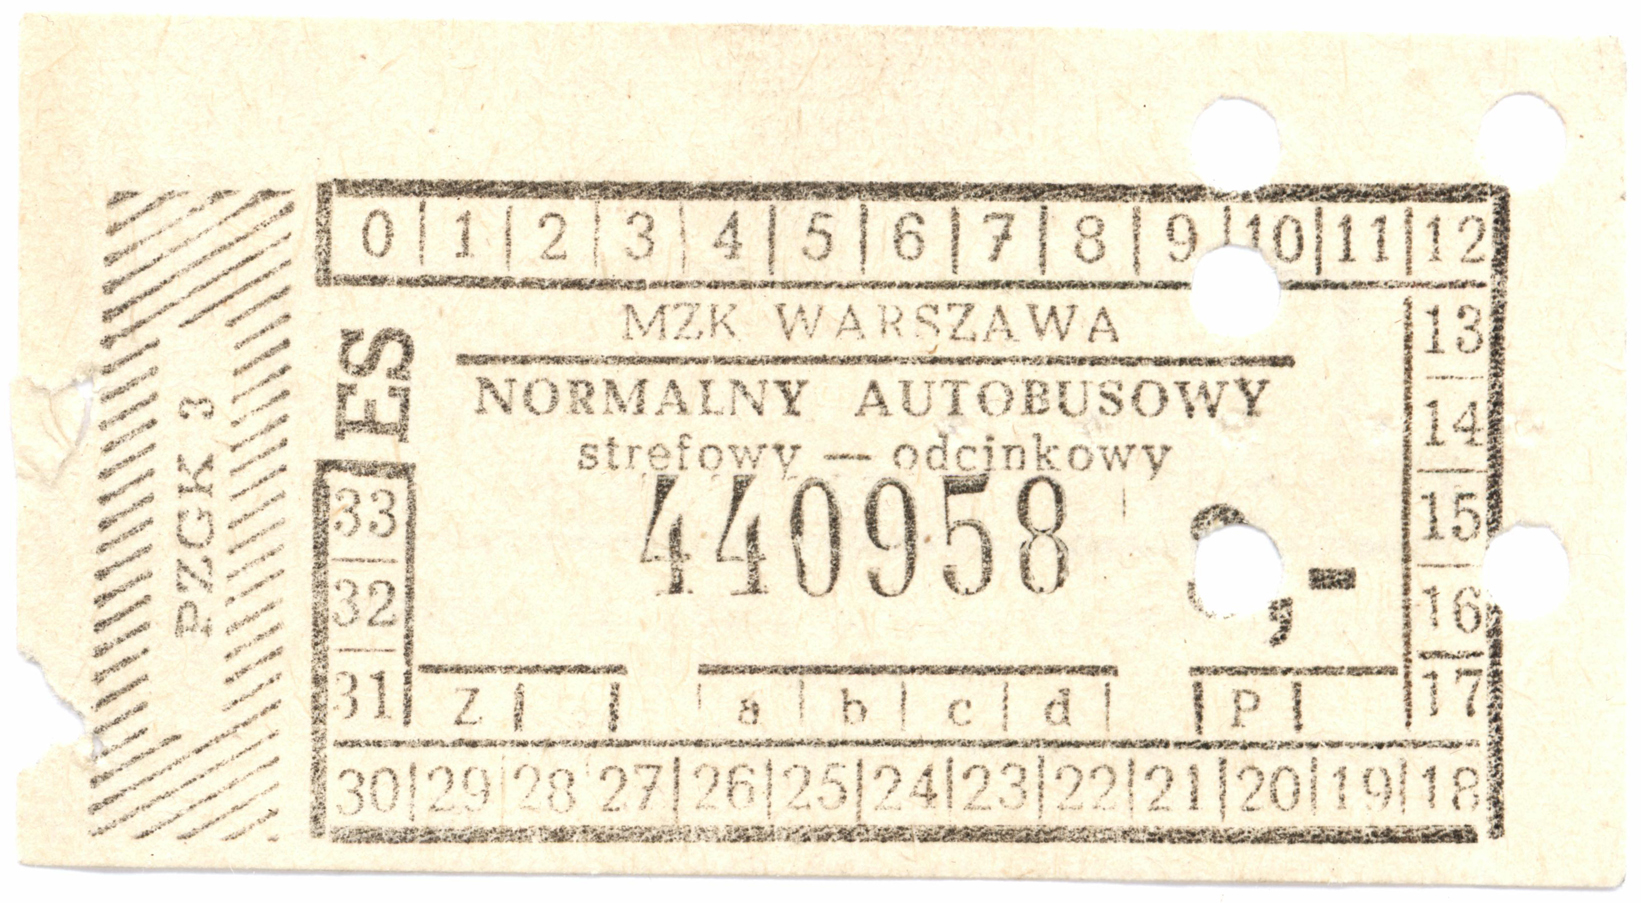 0 1 2 3 4 5 6 7 8 9 10 11 12
MZK WARSZAWA
13
NORMALNY AUTOBUSOWY
14
strefowy — odcinkowy
440958
,-
15
16
17
ES
33
32
31
PZGK 3
Z a b c d P
30 29 28 27 26 25 24 23 22 21 20 19 18